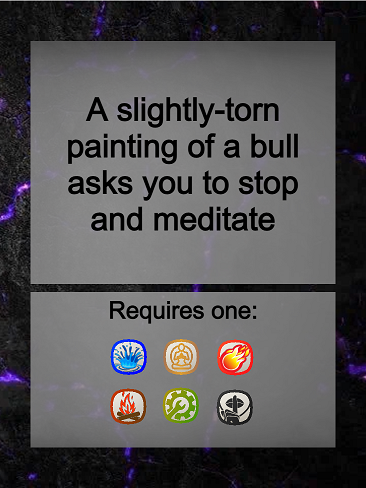 A slightly-torn
painting of a bull
asks you to stop
and meditate
Requires one: